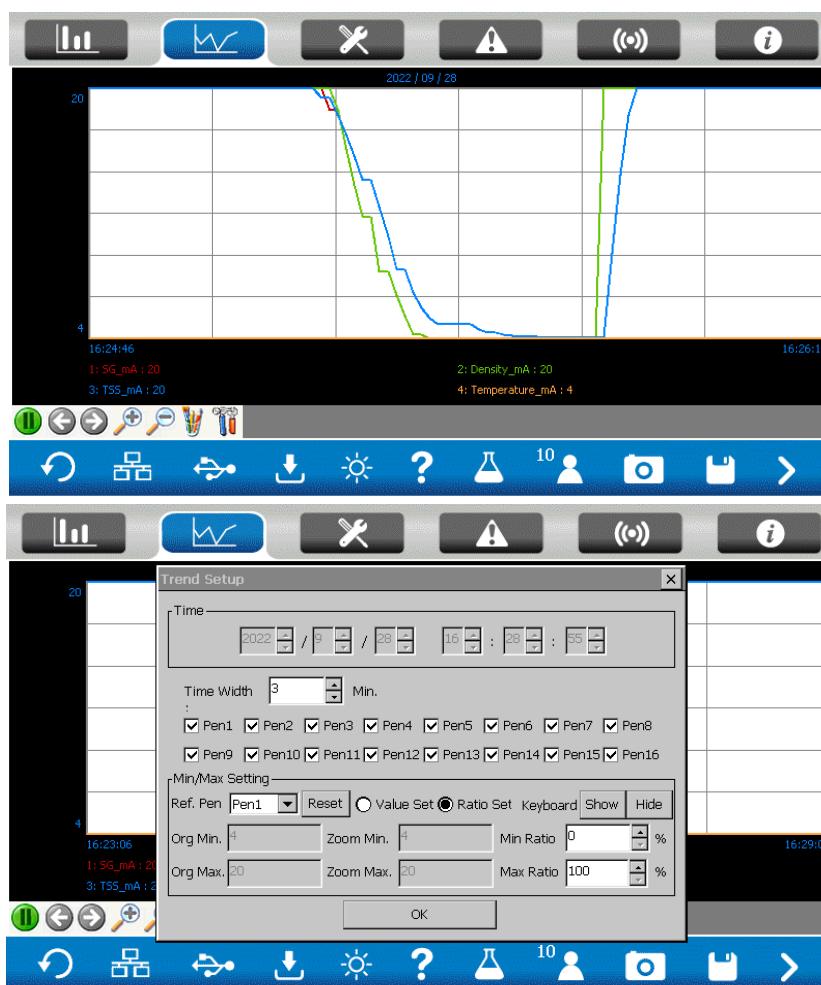 2022 / 09 / 28
20
4
16:24:46 16:26:1
1: SG_mA : 20 2: Density_mA : 20
3: TSS_mA : 20 4: Temperature_mA : 4
? 10
i
Trend Setup
20
Time
2022 / 9 / 28 16 : 28 : 55
Time Width 3 Min.
:
Pen1 Pen2 Pen3 Pen4 Pen5 Pen6 Pen7 Pen8
Pen9 Pen10 Pen11 Pen12 Pen13 Pen14 Pen15 Pen16
Min/Max Setting
Ref. Pen Pen1 Reset Value Set Ratio Set Keyboard Show Hide
4
Org Min. 4 Zoom Min. 4 Min Ratio 0 %
16:23:06 16:29:0
1: SG_mA : 20
Org Max. 20 Zoom Max. 20 Max Ratio 100 %
3: TSS_mA : 2
OK
? 10